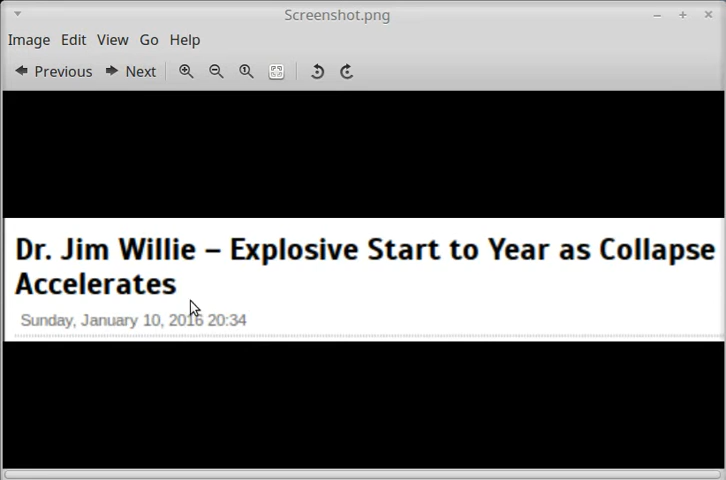 Screenshot.png
Image Edit View Go Help
Previous Next
Dr. Jim Willie – Explosive Start to Year as Collapse
Accelerates
Sunday, January 10, 2016 20:34